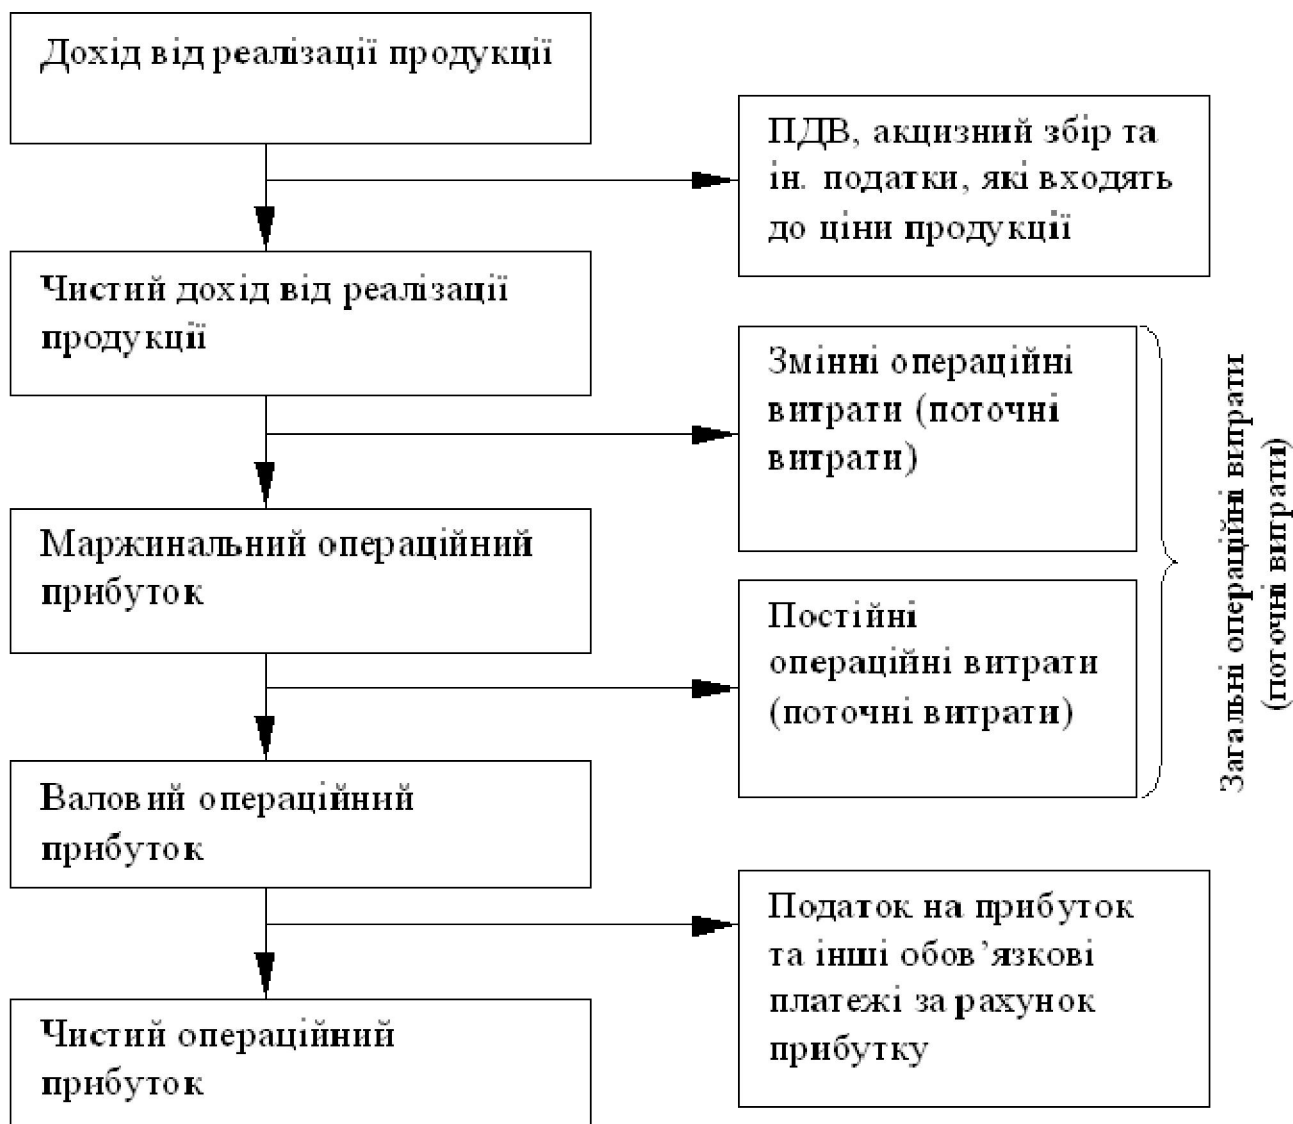 Дохід від реалізації продукції
ПДВ, акцизний збір та
ін. податки, які входять
до ціни продукції
Чистий дохід від реалізації
продукції
Змінні операційні
витрати (поточні
витрати)
Маржинальний операційний
прибуток
Постійні
операційні витрати
(поточні витрати)
Загальні операційні витрати
(поточні витрати)
Валовий операційний
прибуток
Податок на прибуток
та інші обов’язкові
платежі за рахунок
прибутку
Чистий операційний
прибуток